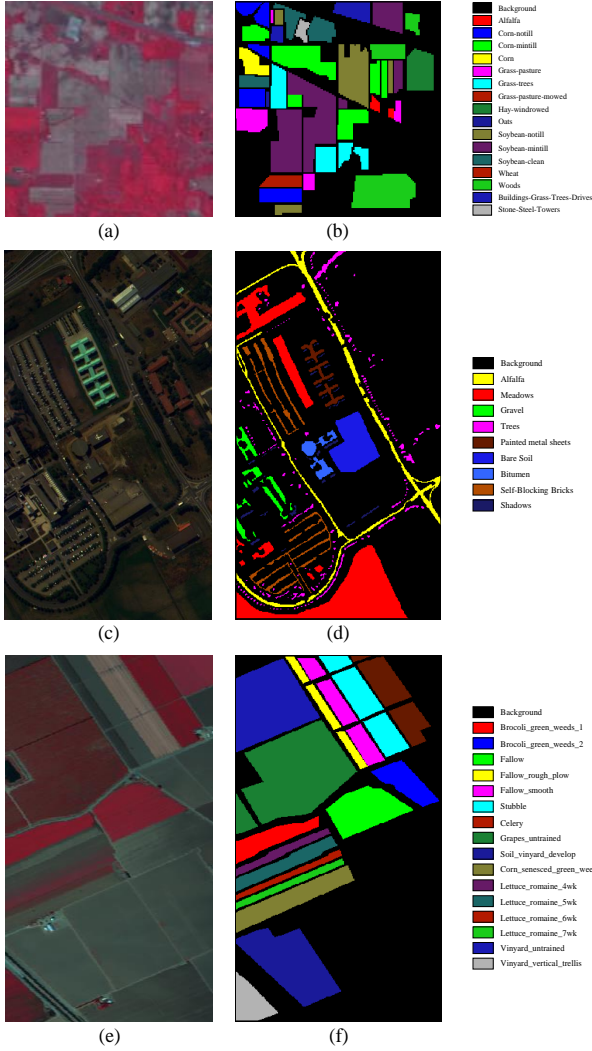 Background
Alfalfa
Corn-notill
Corn-mintill
Corn
Grass-pasture
Grass-trees
Grass-pasture-mowed
Hay-windrowed
Oats
Soybean-notill
Soybean-mintill
Soybean-clean
Wheat
Woods
Buildings-Grass-Trees-Drives
Stone-Steel-Towers
(a)
(b)
Background
Alfalfa
Meadows
Gravel
Trees
Painted metal sheets
Bare Soil
Bitumen
Self-Blocking Bricks
Shadows
(c)
(d)
Background
Brocoli_green_weeds_1
Brocoli_green_weeds_2
Fallow
Fallow_rough_plow
Fallow_smooth
Stubble
Celery
Grapes_untrained
Soil_vinyard_develop
Corn_senesced_green_wee
Lettuce_romaine_4wk
Lettuce_romaine_5wk
Lettuce_romaine_6wk
Lettuce_romaine_7wk
Vinyard_untrained
Vinyard_vertical_trellis
(e)
(f)